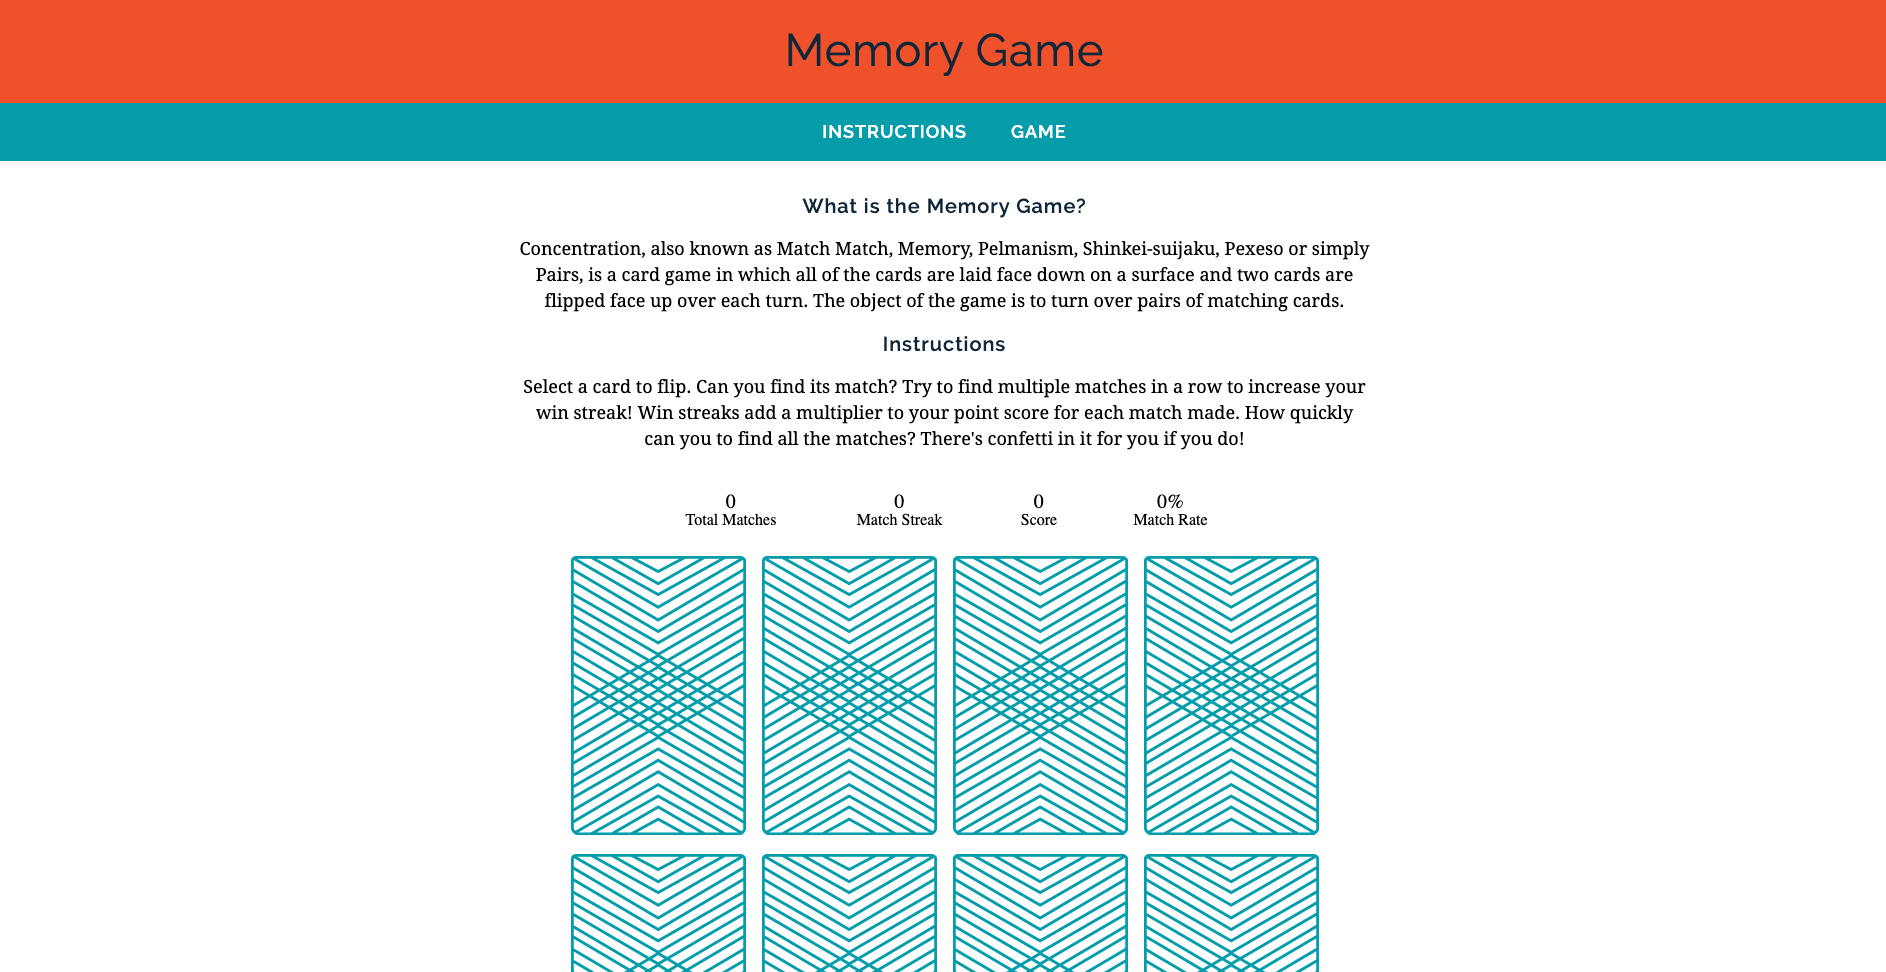 Memory Game
INSTRUCTIONS GAME
What is the Memory Game?
Concentration, also known as Match Match, Memory, Pelmanism, Shinkei-suijaku, Pexeso or simply
Pairs, is a card game in which all of the cards are laid face down on a surface and two cards are
flipped face up over each turn. The object of the game is to turn over pairs of matching cards.
Instructions
Select a card to flip. Can you find its match? Try to find multiple matches in a row to increase your
win streak! Win streaks add a multiplier to your point score for each match made. How quickly
can you to find all the matches? There's confetti in it for you if you do!
0 0 0 0%
Total Matches Match Streak Score Match Rate